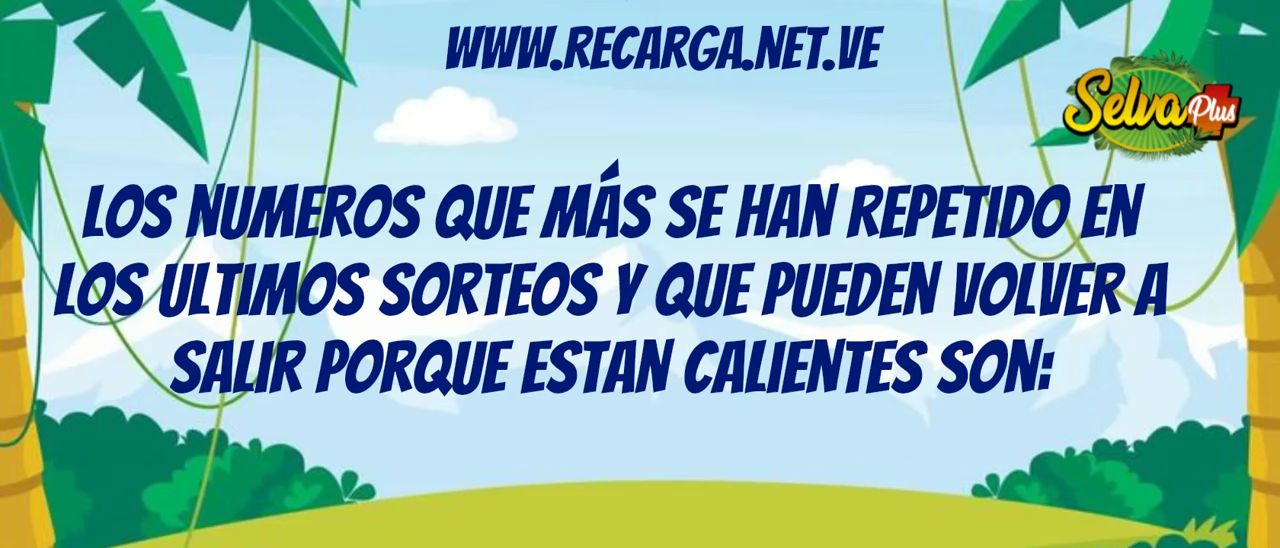 WWW.RECARGA.NET.VE
Selva Plus
LOS NUMEROS QUE MÁS SE HAN REPETIDO EN
LOS ULTIMOS SORTEOS Y QUE PUEDEN VOLVER A
SALIR PORQUE ESTAN CALIENTES SON: